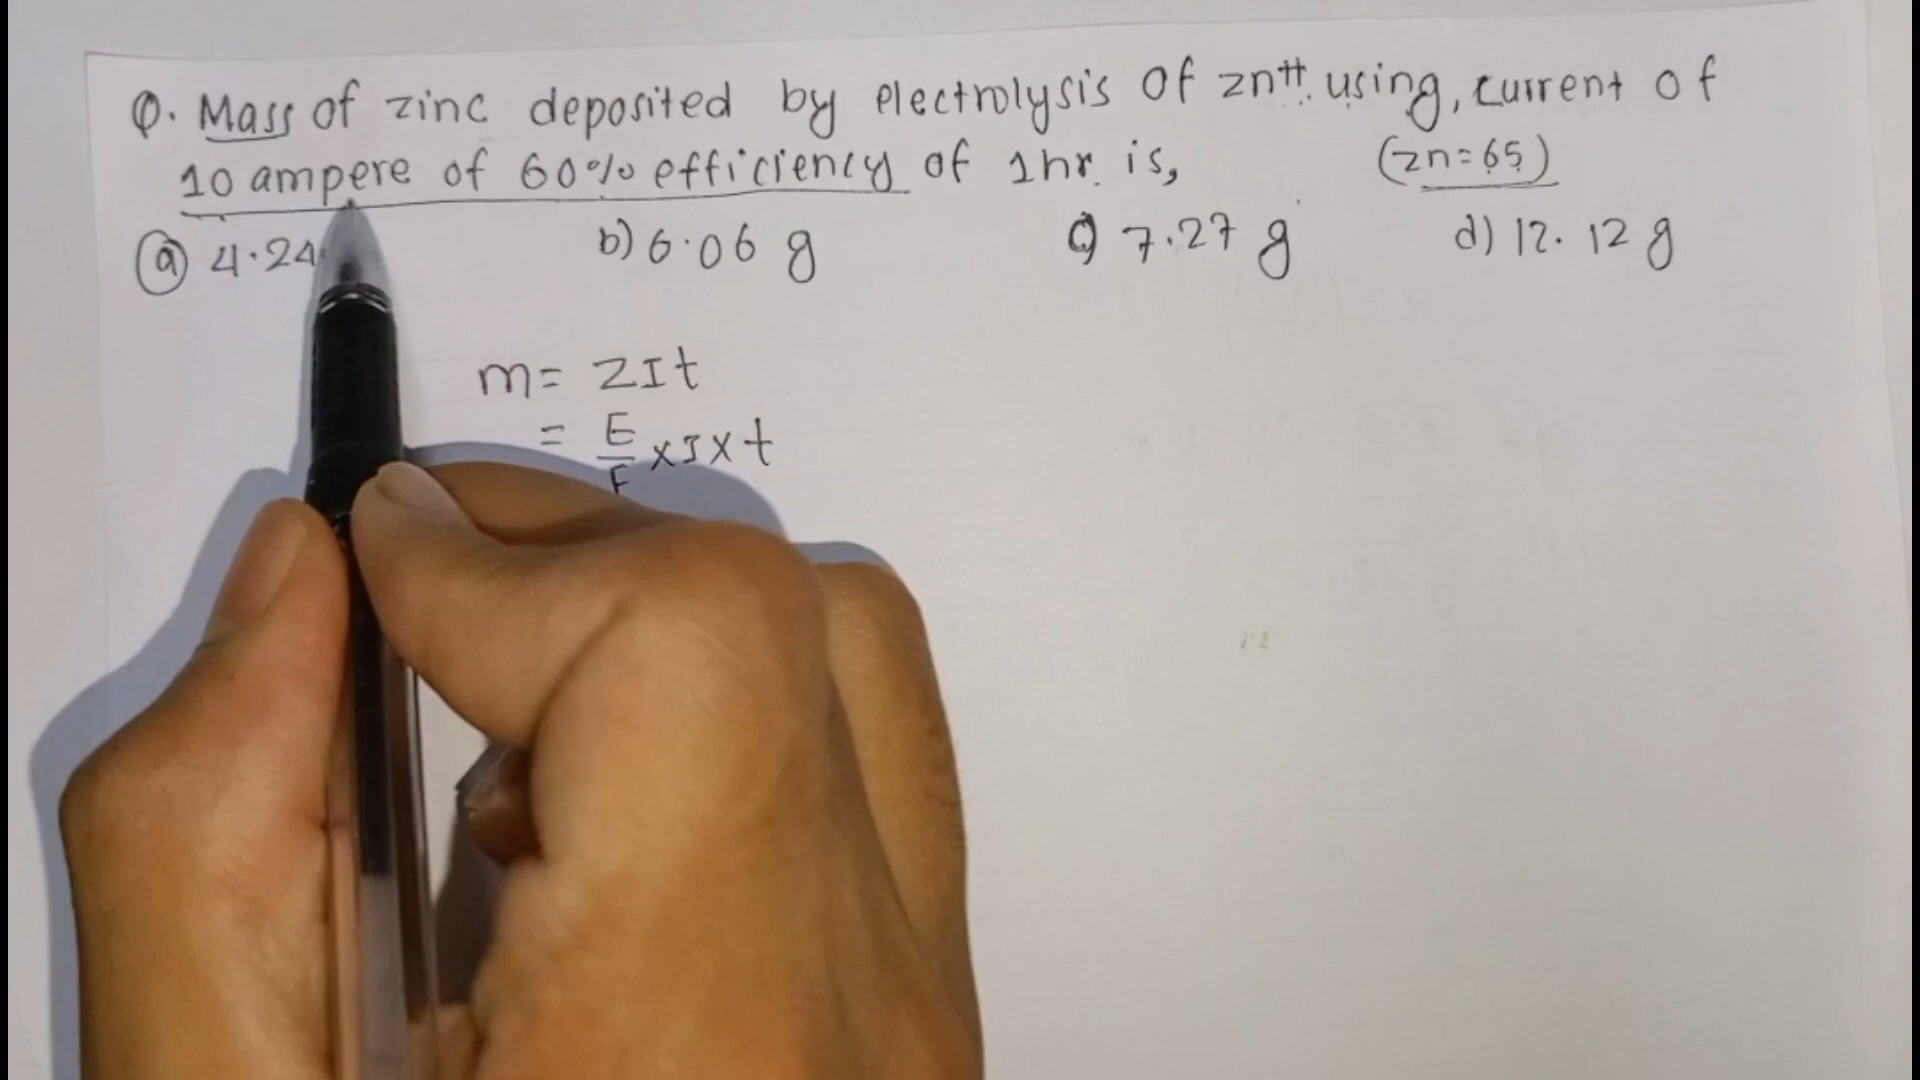 Q. Mass of zinc deposited by electrolysis of zn++ using, current of
10 ampere of 60% efficiency of 1hr is, (zn=65)
a) 4.24 b) 6.06 g c) 7.27 g d) 12.12 g
m= ZIt
= E/F x I x t